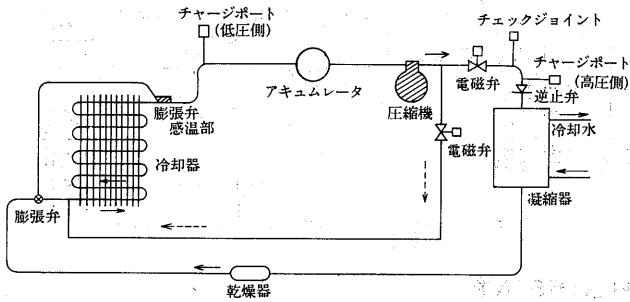 チャージポート
(低圧側)
チェックジョイント
チャージポート
(高圧側)
アキュムレータ
圧縮機
電磁弁
逆止弁
膨張弁
感温部
冷却水
電磁弁
冷却器
凝縮器
膨張弁
乾燥器